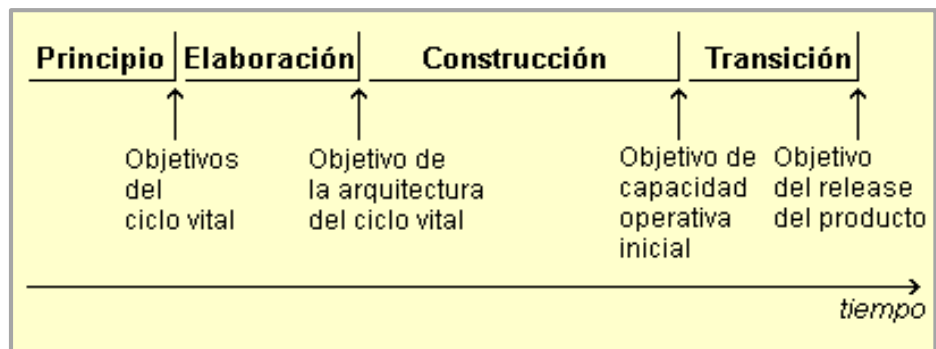 Principio Elaboración Construcción Transición
Objetivos
del
ciclo vital
Objetivo de
la arquitectura
del ciclo vital
Objetivo de
capacidad
operativa
inicial
Objetivo
del release
del producto
tiempo